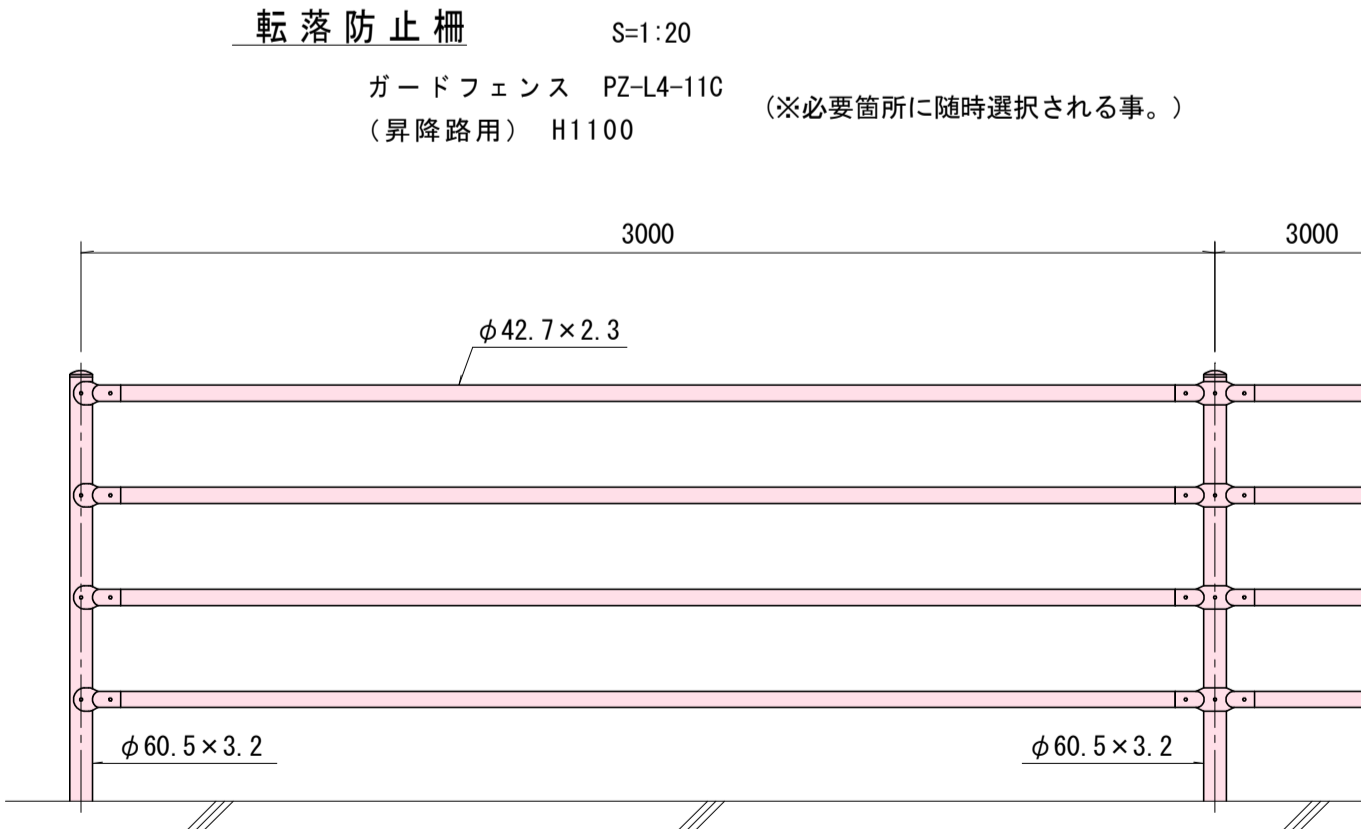 転落防止柵 S=1:20
ガードフェンス PZ-L4-11C
(※必要箇所に随時選択される事。)
(昇降路用) H1100
3000 3000
φ42.7×2.3
φ60.5×3.2 φ60.5×3.2